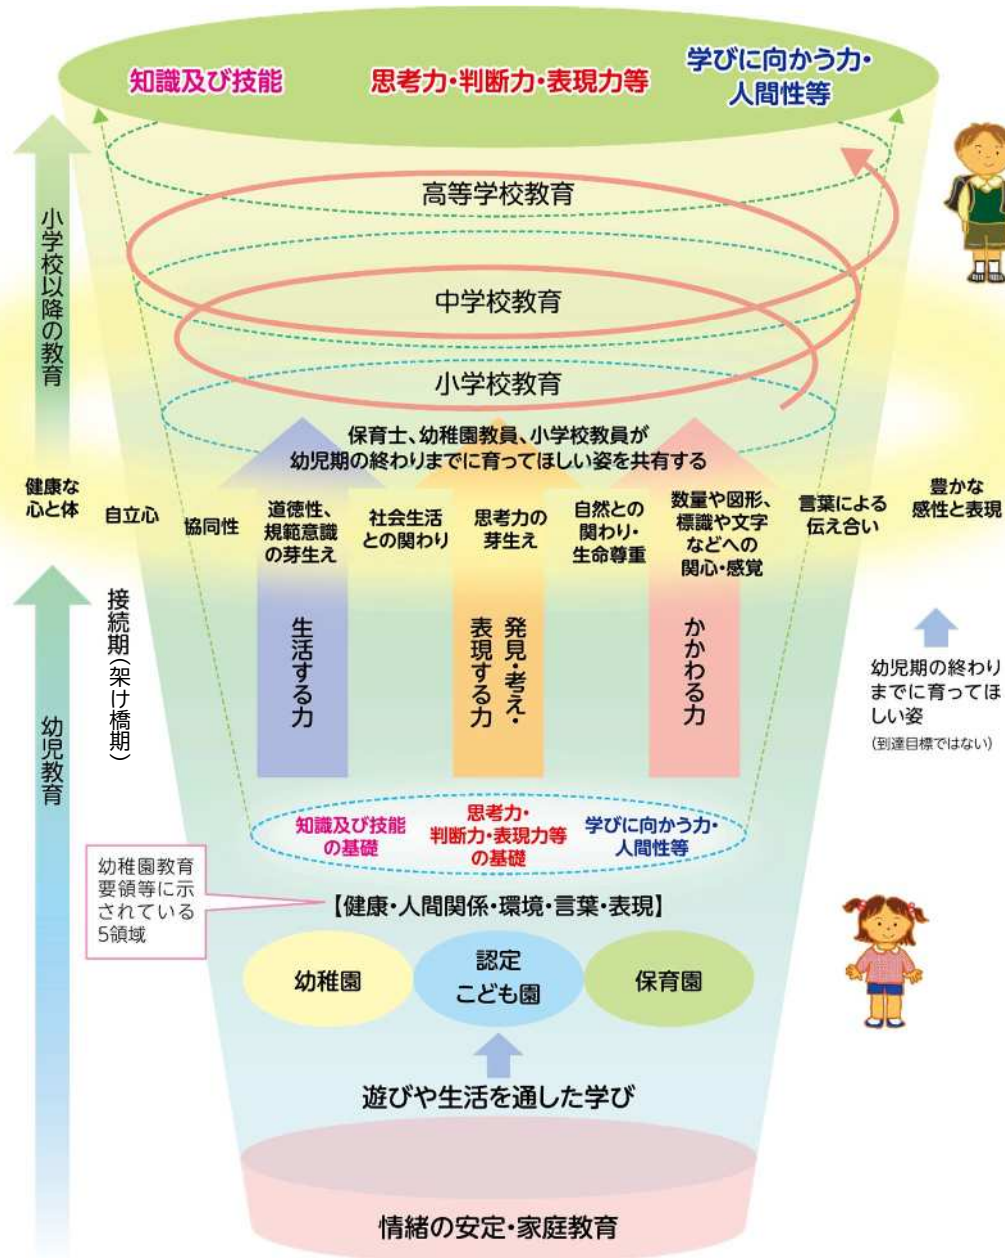 知識及び技能
思考力・判断力・表現力等
学びに向かう力・
人間性等
高等学校教育
中学校教育
小学校教育
小学校以降の教育
保育士、幼稚園教員、小学校教員が
幼児期の終わりまでに育ってほしい姿を共有する
健康な
心と体
自立心
協同性
道徳性、
規範意識
の芽生え
社会生活
との関わり
思考力の
芽生え
自然との
関わり・
生命尊重
数量や図形、
標識や文字
などへの
関心・感覚
言葉による
伝え合い
豊かな
感性と表現
接続期(架け橋期)
幼児教育
生活する力
発見・考え・
表現する力
かかわる力
幼児期の終わり
までに育ってほ
しい姿
(到達目標ではない)
知識及び技能
の基礎
思考力・
判断力・表現力等
の基礎
学びに向かう力・
人間性等
幼稚園教育
要領等に示
されている
5領域
【健康・人間関係・環境・言葉・表現】
幼稚園
認定
こども園
保育園
遊びや生活を通した学び
情緒の安定・家庭教育